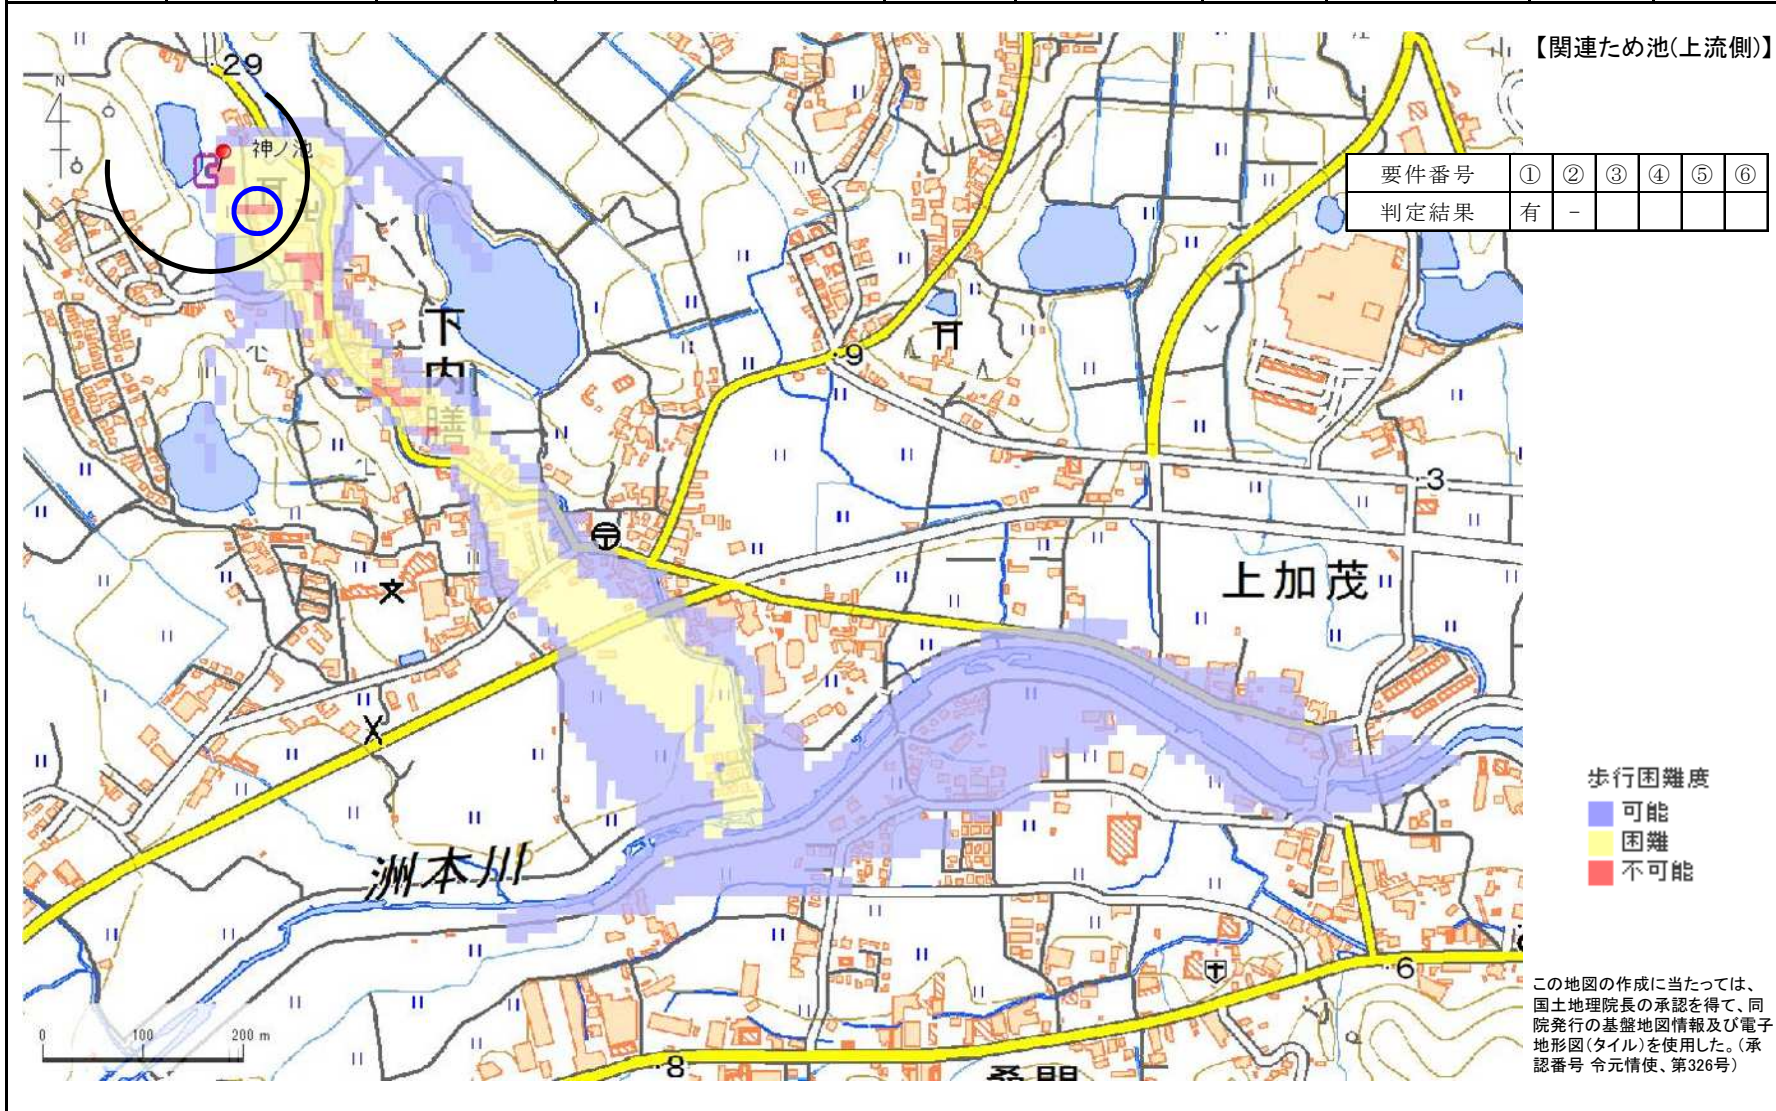 【関連ため池(上流側)】
29
N
神ノ池
要件番号 ① ② ③ ④ ⑤ ⑥
判定結果 有 -
下内膳
9
3
上加茂
歩行困難度
可能
困難
不可能
洲本川
6
8
0 100 200 m
この地図の作成に当たっては、
国土地理院長の承認を得て、同
院発行の基盤地図情報及び電子
地形図(タイル)を使用した。(承
認番号 令元情使、第326号)